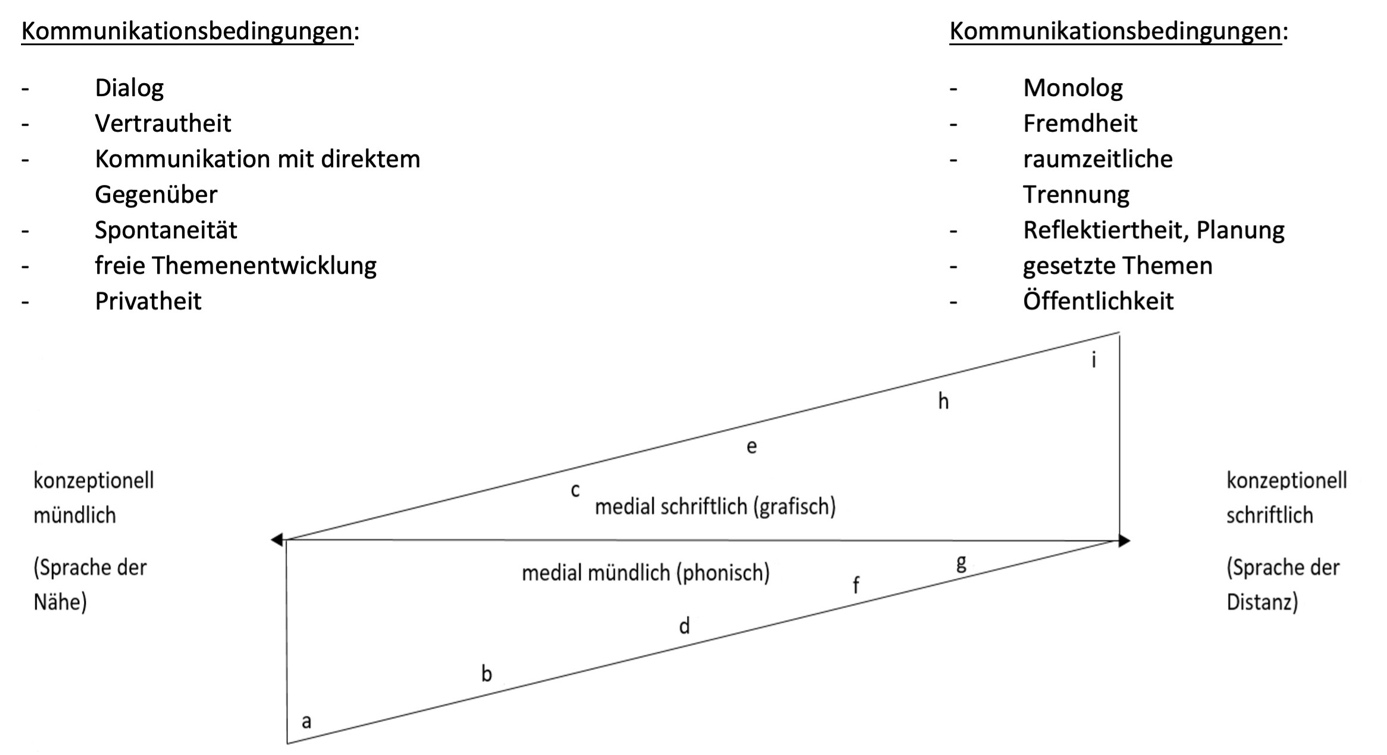 Kommunikationsbedingungen:
- Dialog
- Vertrautheit
- Kommunikation mit direktem
Gegenüber
- Spontaneität
- freie Themenentwicklung
- Privatheit
Kommunikationsbedingungen:
- Monolog
- Fremdheit
- raumzeitliche
Trennung
- Reflektiertheit, Planung
- gesetzte Themen
- Öffentlichkeit
i
h
e
c
medial schriftlich (grafisch)
konzeptionell
mündlich
(Sprache der
Nähe)
konzeptionell
schriftlich
(Sprache der
Distanz)
medial mündlich (phonisch)
g
f
d
b
a